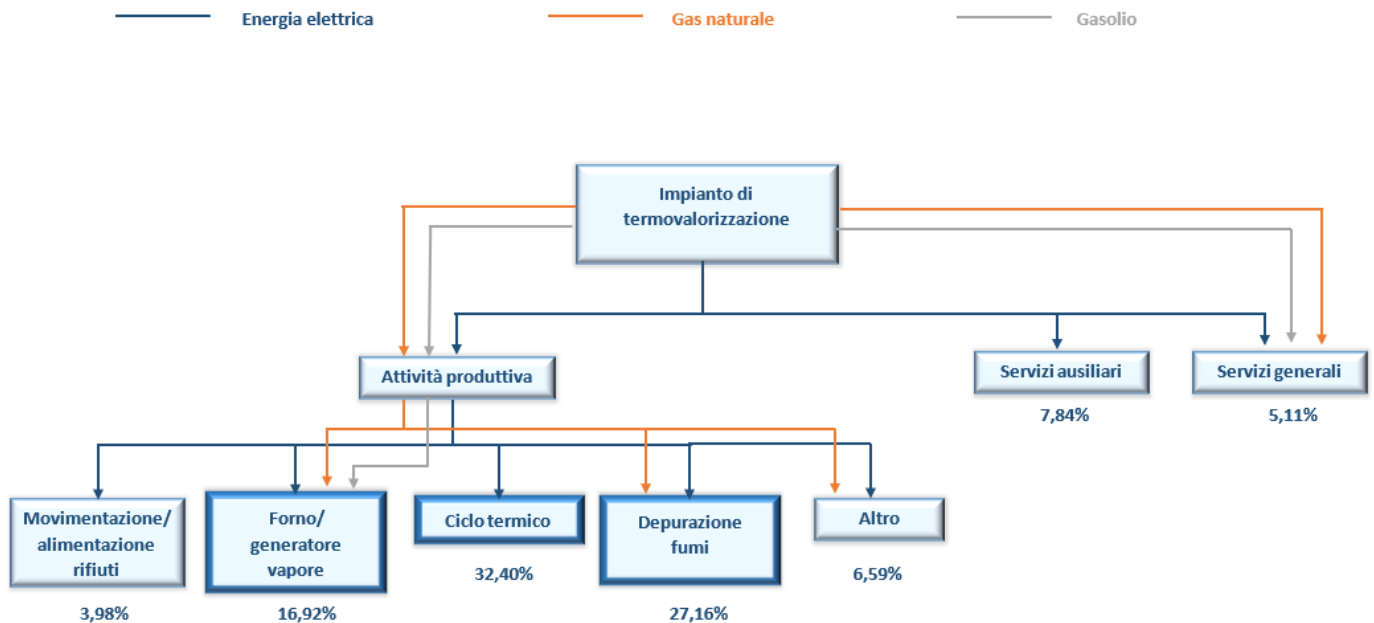 Energia elettrica
Gas naturale
Gasolio
Impianto di
termovalorizzazione
Attività produttiva
Servizi ausiliari
Servizi generali
7,84%
5,11%
Movimentazione/
alimentazione
rifiuti
Forno/
generatore
vapore
Ciclo termico
Depurazione
fumi
Altro
32,40%
6,59%
3,98%
16,92%
27,16%